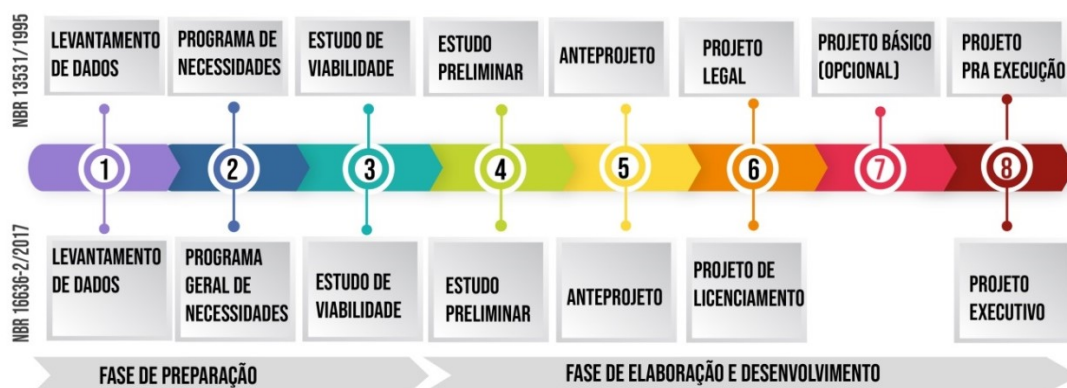 NBR 13531/1995
LEVANTAMENTO
DE DADOS
PROGRAMA DE
NECESSIDADES
ESTUDO DE
VIABILIDADE
ESTUDO
PRELIMINAR
ANTEPROJETO
PROJETO
LEGAL
PROJETO BÁSICO
(OPCIONAL)
PROJETO
PRA EXECUÇÃO
1
2
3
4
5
6
7
8
NBR 16636-2/2017
LEVANTAMENTO
DE DADOS
PROGRAMA
GERAL DE
NECESSIDADES
ESTUDO DE
VIABILIDADE
ESTUDO
PRELIMINAR
ANTEPROJETO
PROJETO DE
LICENCIAMENTO
PROJETO
EXECUTIVO
FASE DE PREPARAÇÃO
FASE DE ELABORAÇÃO E DESENVOLVIMENTO